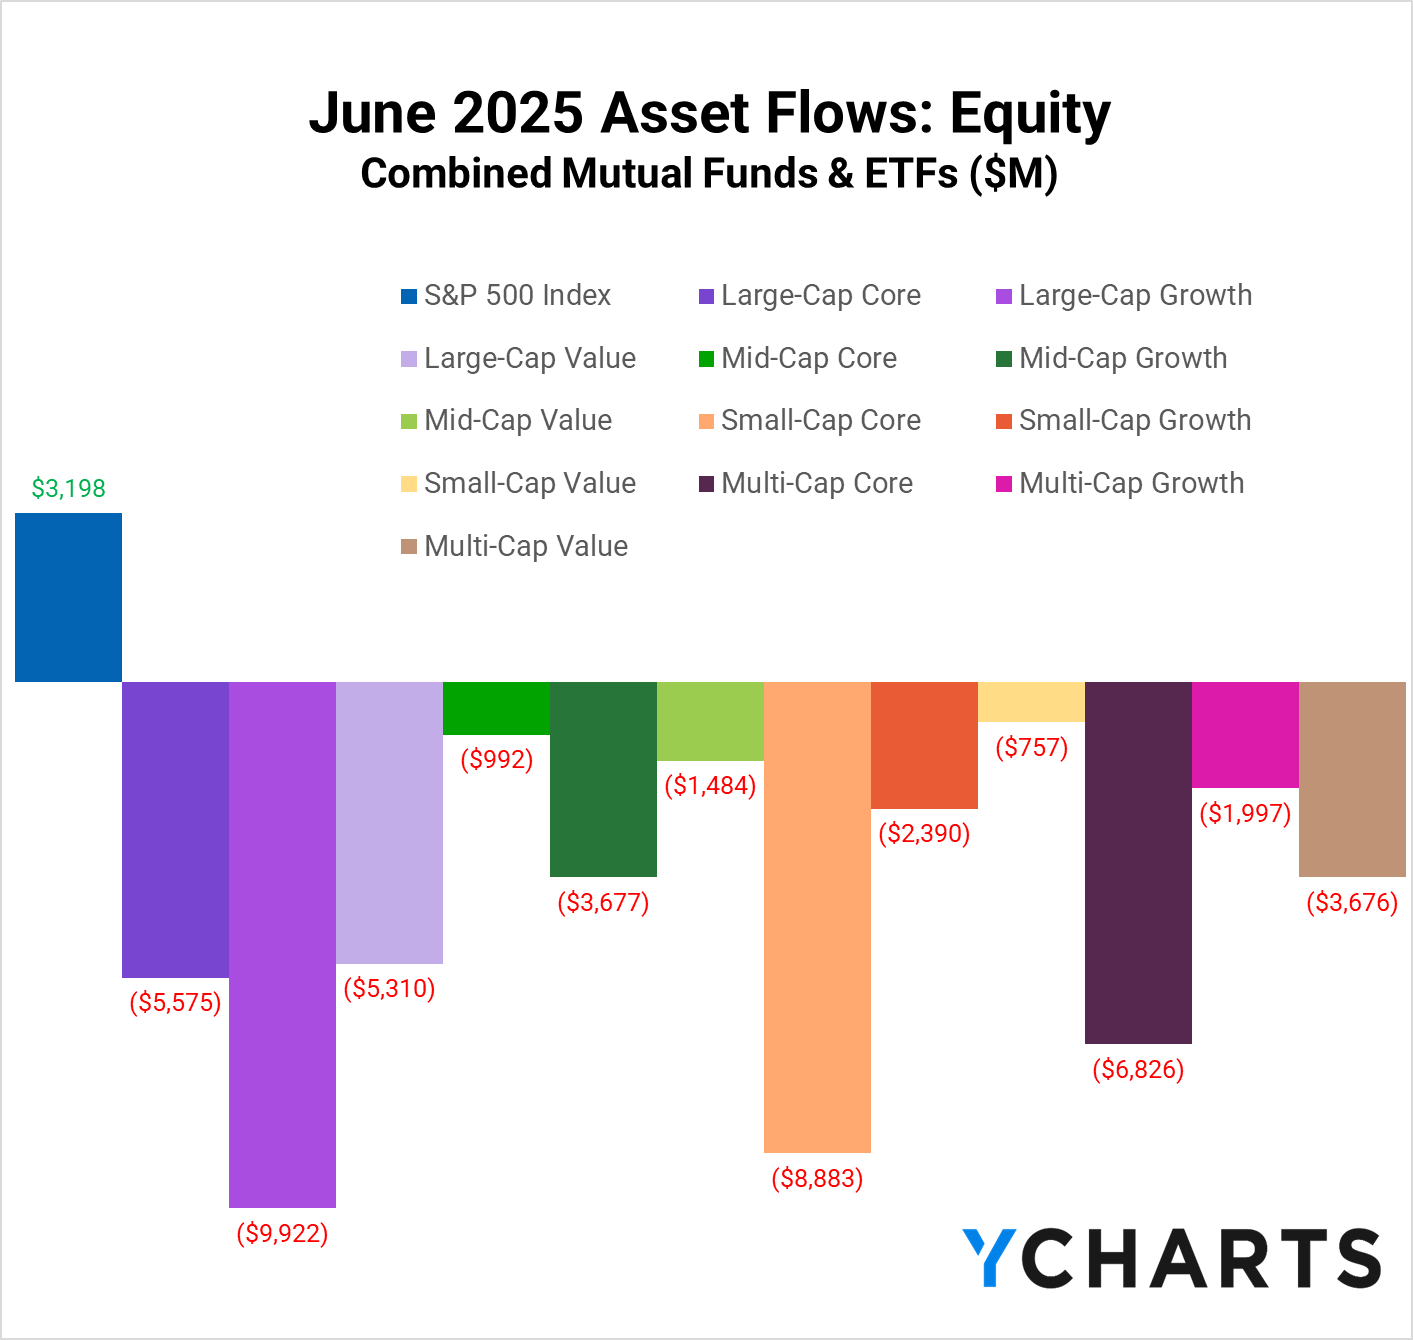 June 2025 Asset Flows: Equity
Combined Mutual Funds & ETFs ($M)
S&P 500 Index Large-Cap Core Large-Cap Growth
Large-Cap Value Mid-Cap Core Mid-Cap Growth
Mid-Cap Value Small-Cap Core Small-Cap Growth
Small-Cap Value Multi-Cap Core Multi-Cap Growth
Multi-Cap Value
$3,198
($5,575)
($9,922)
($5,310)
($992)
($3,677)
($1,484)
($8,883)
($2,390)
($757)
($6,826)
($1,997)
($3,676)
YCHARTS